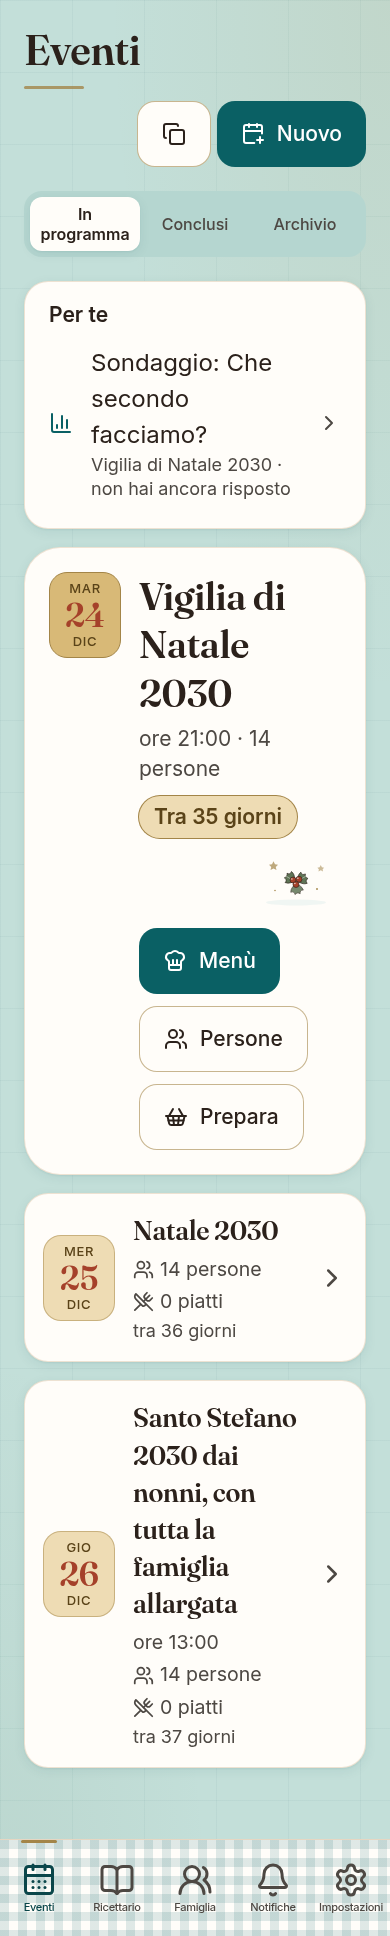 Eventi
Nuovo
In
programma
Conclusi
Archivio
Per te
Sondaggio: Che
secondo
facciamo?
Vigilia di Natale 2030 ·
non hai ancora risposto
MAR
24
DIC
Vigilia di
Natale
2030
ore 21:00 · 14
persone
Tra 35 giorni
Menù
Persone
Prepara
MER
25
DIC
Natale 2030
14 persone
0 piatti
tra 36 giorni
GIO
26
DIC
Santo Stefano
2030 dai
nonni, con
tutta la
famiglia
allargata
ore 13:00
14 persone
0 piatti
tra 37 giorni
Eventi
Ricettario
Famiglia
Notifiche
Impostazioni